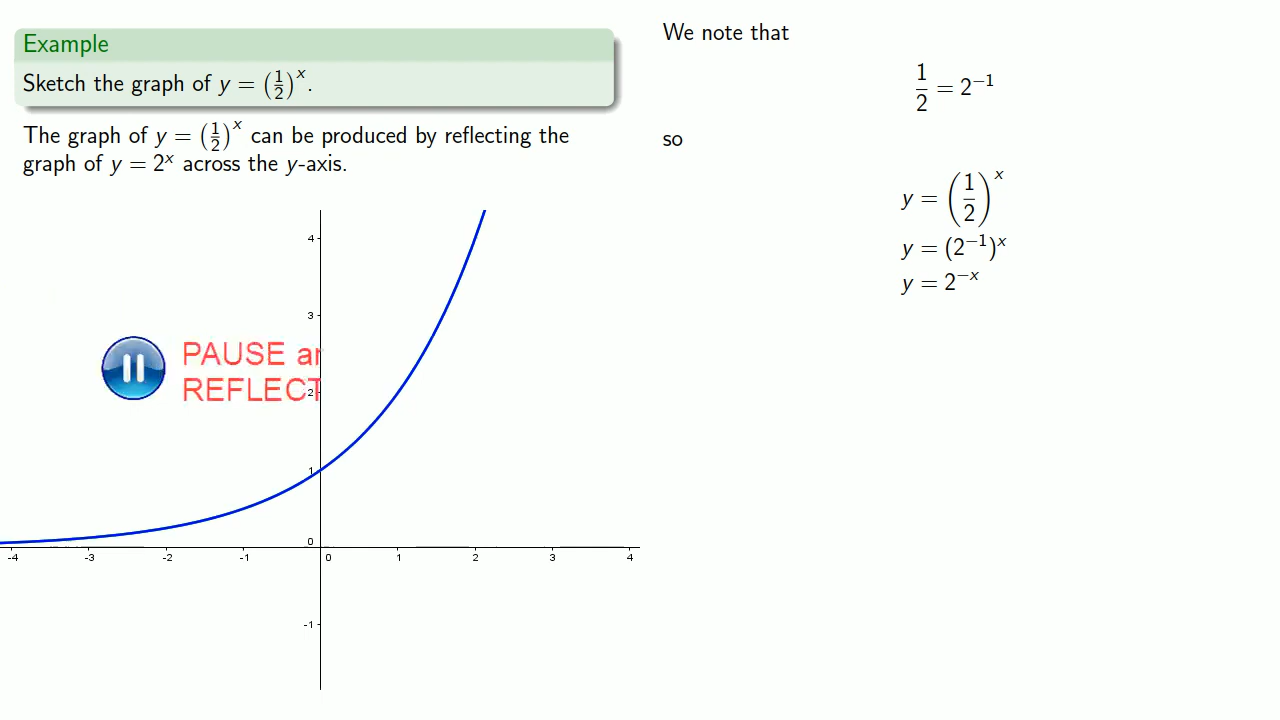 Example
Sketch the graph of y = (1/2)^x.
The graph of y = (1/2)^x can be produced by reflecting the
graph of y = 2^x across the y-axis.
4
3
PAUSE ar
REFLECT
2
1
0
-4 -3 -2 -1 0 1 2 3 4
-1
We note that
1/2 = 2^−1
so
y = (1/2)^x
y = (2^−1)^x
y = 2^−x